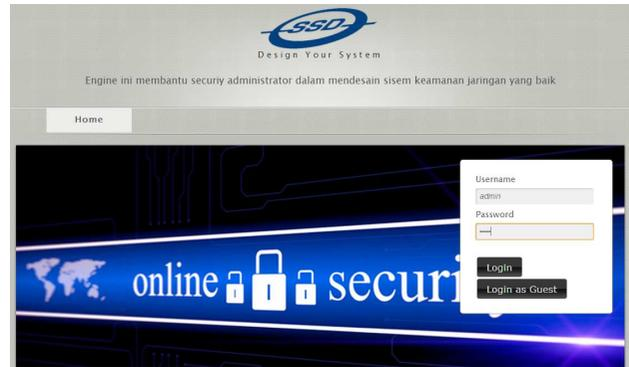 SSD
Design Your System
Engine ini membantu securiy administrator dalam mendesain sisem keamanan jaringan yang baik
Home
Username
admin
Password
online securi
Login
Login as Guest